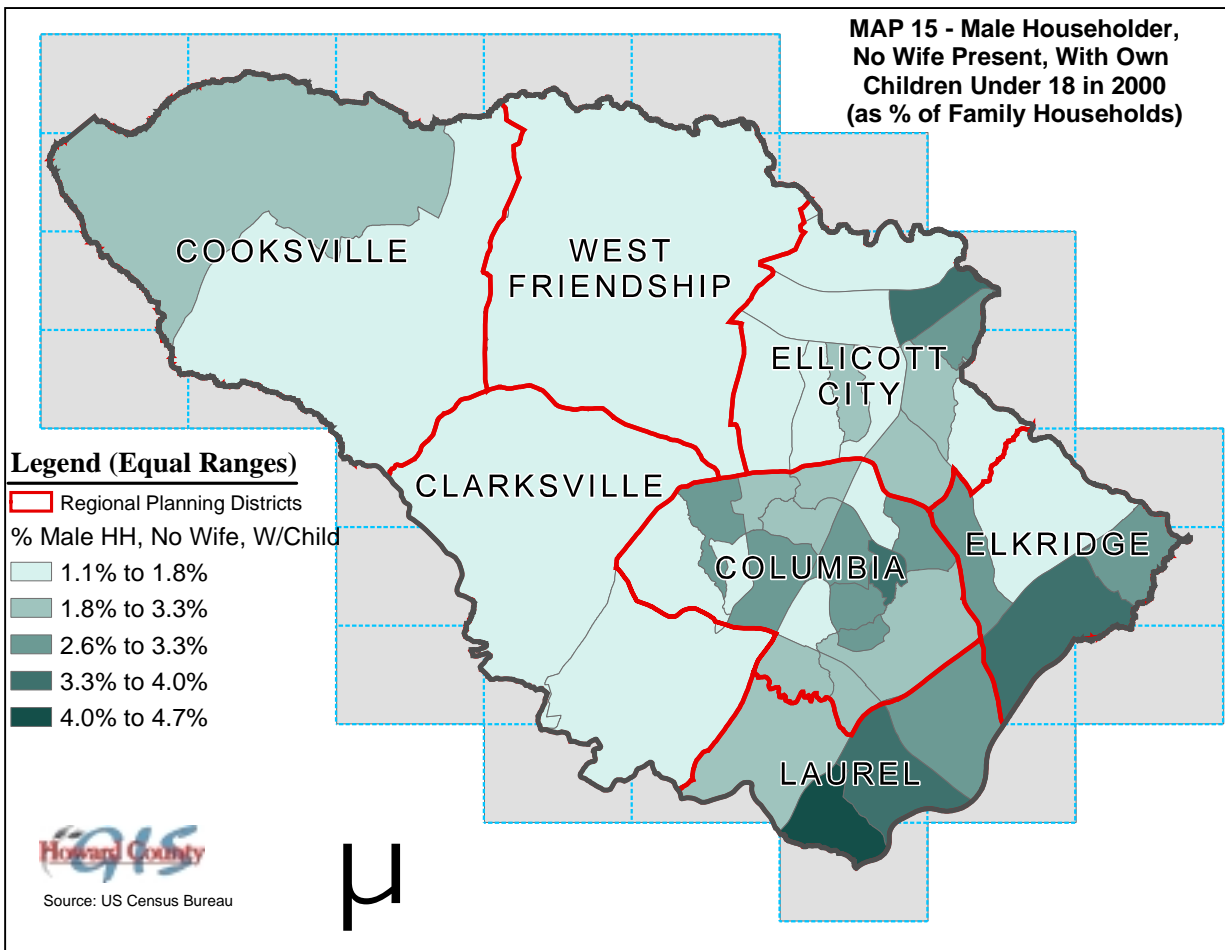 MAP 15 - Male Householder,
No Wife Present, With Own
Children Under 18 in 2000
(as % of Family Households)
COOKSVILLE
WEST
FRIENDSHIP
ELLICOTT
CITY
CLARKSVILLE
COLUMBIA
ELKRIDGE
LAUREL
Legend (Equal Ranges)
Regional Planning Districts
% Male HH, No Wife, W/Child
1.1% to 1.8%
1.8% to 3.3%
2.6% to 3.3%
3.3% to 4.0%
4.0% to 4.7%
Howard County
GIS
Source: US Census Bureau
µ